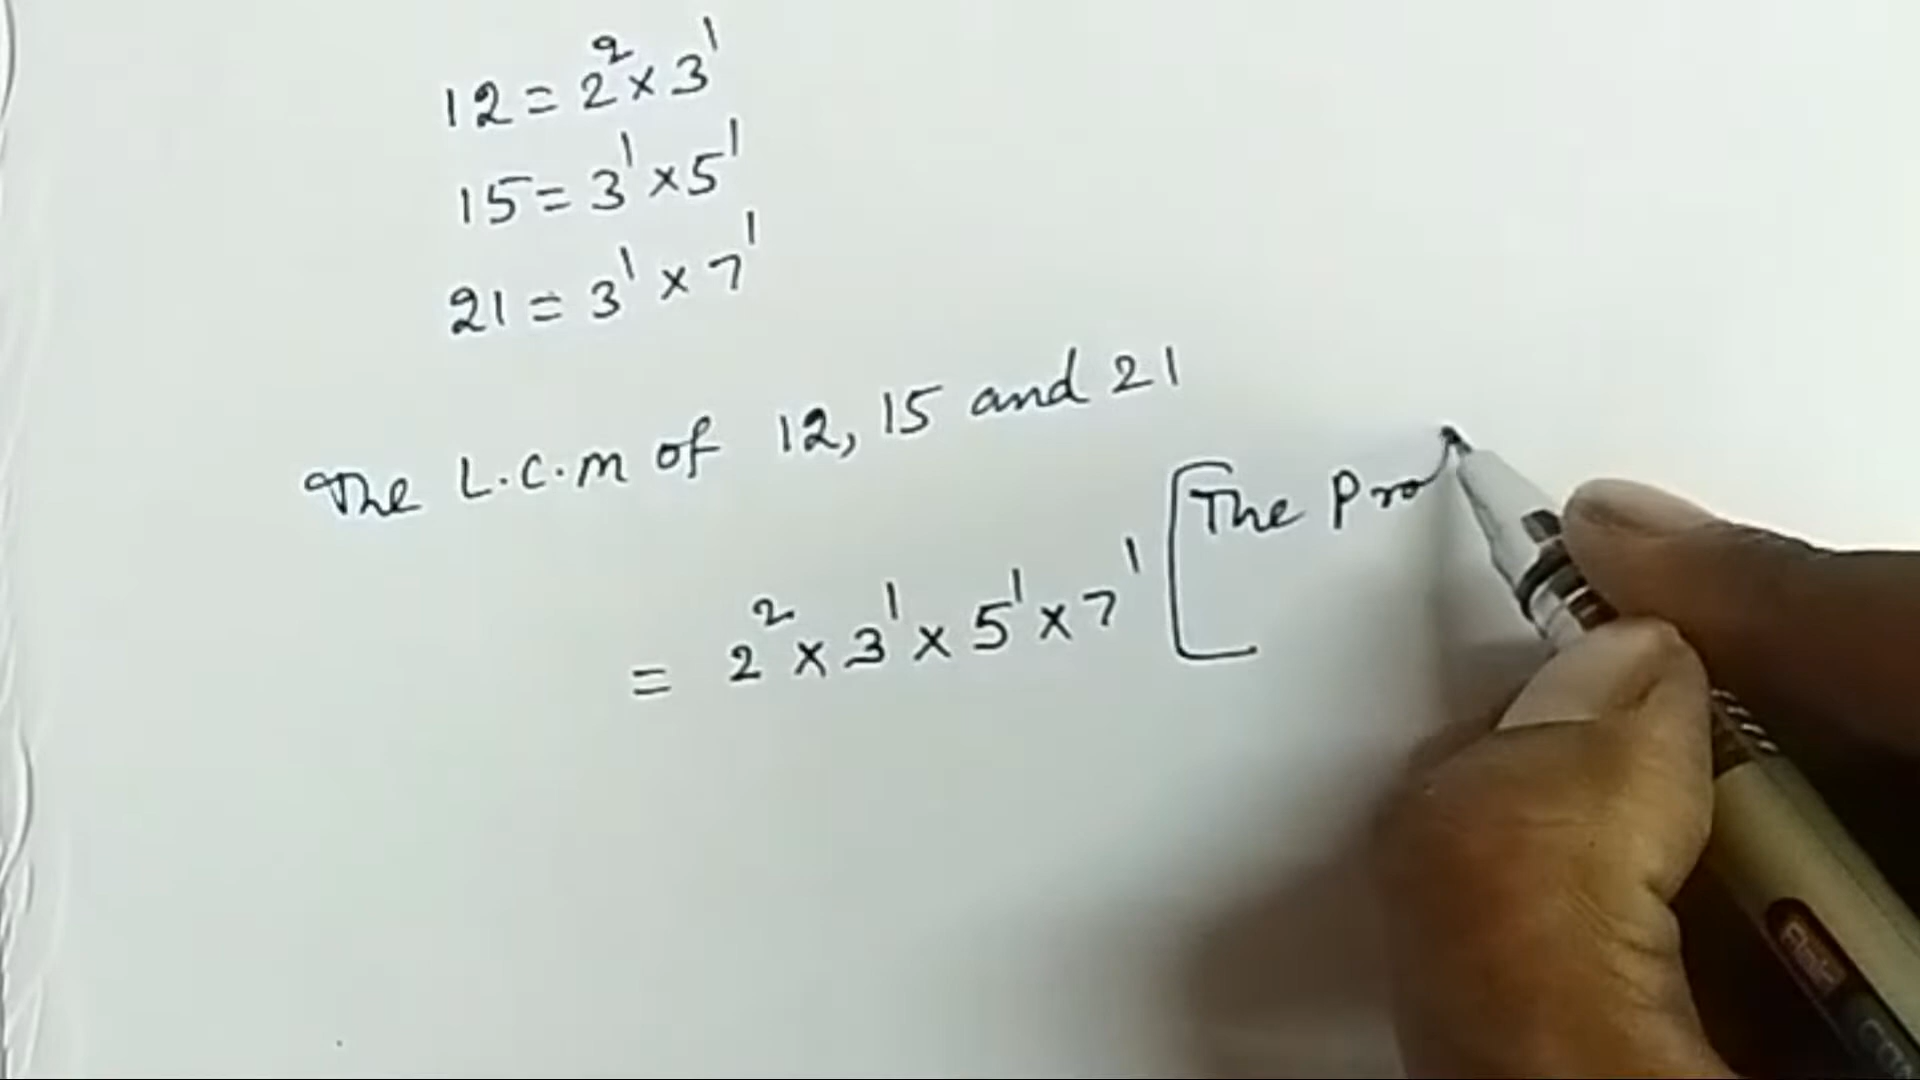 12 = 2² × 3¹
15 = 3¹ × 5¹
21 = 3¹ × 7¹
The L.C.M of 12, 15 and 21
= 2² × 3¹ × 5¹ × 7¹ [The Pro